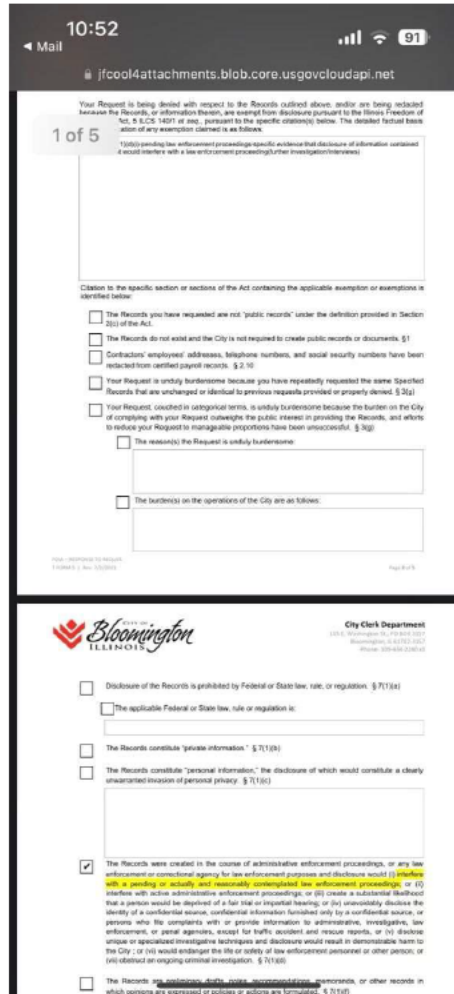 10:52
91
◄ Mail
jfcool4attachments.blob.core.usgovcloudapi.net
Your Request is being denied with respect to the Records outlined above, and/or are being redacted
because the Records, or information therein, are exempt from disclosure pursuant to the Illinois Freedom of
Act, 5 ILCS 140/1 et seq., pursuant to the specific citation(s) below. The detailed factual basis
1 of 5
ation of any exemption claimed is as follows:
1)(d)(i)-pending law enforcement proceedings-specific evidence that disclosure of information contained
t would interfere with a law enforcement proceeding(further investigation/interviews)
Citation to the specific section or sections of the Act containing the applicable exemption or exemptions is
identified below:
The Records you have requested are not "public records" under the definition provided in Section
2(c) of the Act.
The Records do not exist and the City is not required to create public records or documents. §1
Contractors' employees' addresses, telephone numbers, and social security numbers have been
redacted from certified payroll records. § 2.10
Your Request is unduly burdensome because you have repeatedly requested the same Specified
Records that are unchanged or identical to previous requests provided or properly denied. § 3(g)
Your Request, couched in categorical terms, is unduly burdensome because the burden on the City
of complying with your Request outweighs the public interest in providing the Records, and efforts
to reduce your Request to manageable proportions have been unsuccessful. § 3(g)
The reason(s) the Request is unduly burdensome:
The burden(s) on the operations of the City are as follows:
CITY OF
Bloomington
ILLINOIS
City Clerk Department
Disclosure of the Records is prohibited by Federal or State law, rule, or regulation. § 7(1)(a)
The applicable Federal or State law, rule or regulation is:
The Records constitute "private information." § 7(1)(b)
The Records constitute "personal information," the disclosure of which would constitute a clearly
unwarranted invasion of personal privacy. § 7(1)(c)
The Records were created in the course of administrative enforcement proceedings, or any law
enforcement or correctional agency for law enforcement purposes and disclosure would (i) interfere
with a pending or actually and reasonably contemplated law enforcement proceedings; or (ii)
interfere with active administrative enforcement proceedings; or (iii) create a substantial likelihood
that a person would be deprived of a fair trial or impartial hearing; or (iv) unavoidably disclose the
identity of a confidential source, confidential information furnished only by a confidential source, or
persons who file complaints with or provide information to administrative, investigative, law
enforcement, or penal agencies, except for traffic accident and rescue reports, or (v) disclose
unique or specialized investigative techniques and disclosure would result in demonstrable harm to
the City ; or (vi) would endanger the life or safety of law enforcement personnel or other person; or
(vii) obstruct an ongoing criminal investigation. § 7(1)(d)
The Records are preliminary drafts, notes, recommendations, memoranda, or other records in
which opinions are expressed or policies or actions are formulated. § 7(1)(f)